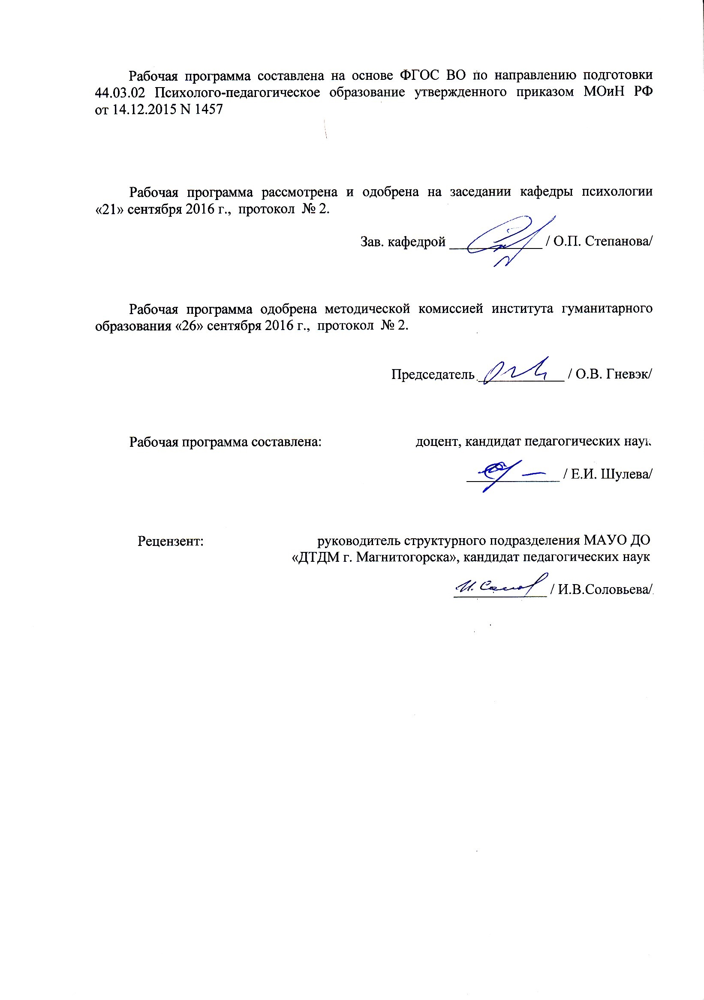 Рабочая программа составлена на основе ФГОС ВО по направлению подготовки
44.03.02 Психолого-педагогическое образование утвержденного приказом МОиН РФ
от 14.12.2015 N 1457
Рабочая программа рассмотрена и одобрена на заседании кафедры психологии
«21» сентября 2016 г., протокол № 2.
Зав. кафедрой ____________ / О.П. Степанова/
Рабочая программа одобрена методической комиссией института гуманитарного
образования «26» сентября 2016 г., протокол № 2.
Председатель ____________ / О.В. Гневэк/
Рабочая программа составлена: доцент, кандидат педагогических наук
____________ / Е.И. Шулева/
Рецензент: руководитель структурного подразделения МАУО ДО
«ДТДМ г. Магнитогорска», кандидат педагогических наук
____________ / И.В.Соловьева/